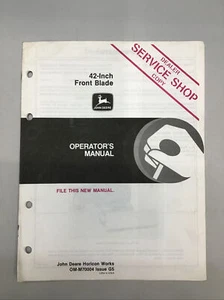 42-Inch
Front Blade
DEALER
SERVICE SHOP
COPY
JOHN DEERE
OPERATOR'S
MANUAL
FILE THIS NEW MANUAL.
John Deere Horicon Works
OM-M70064 Issue G5